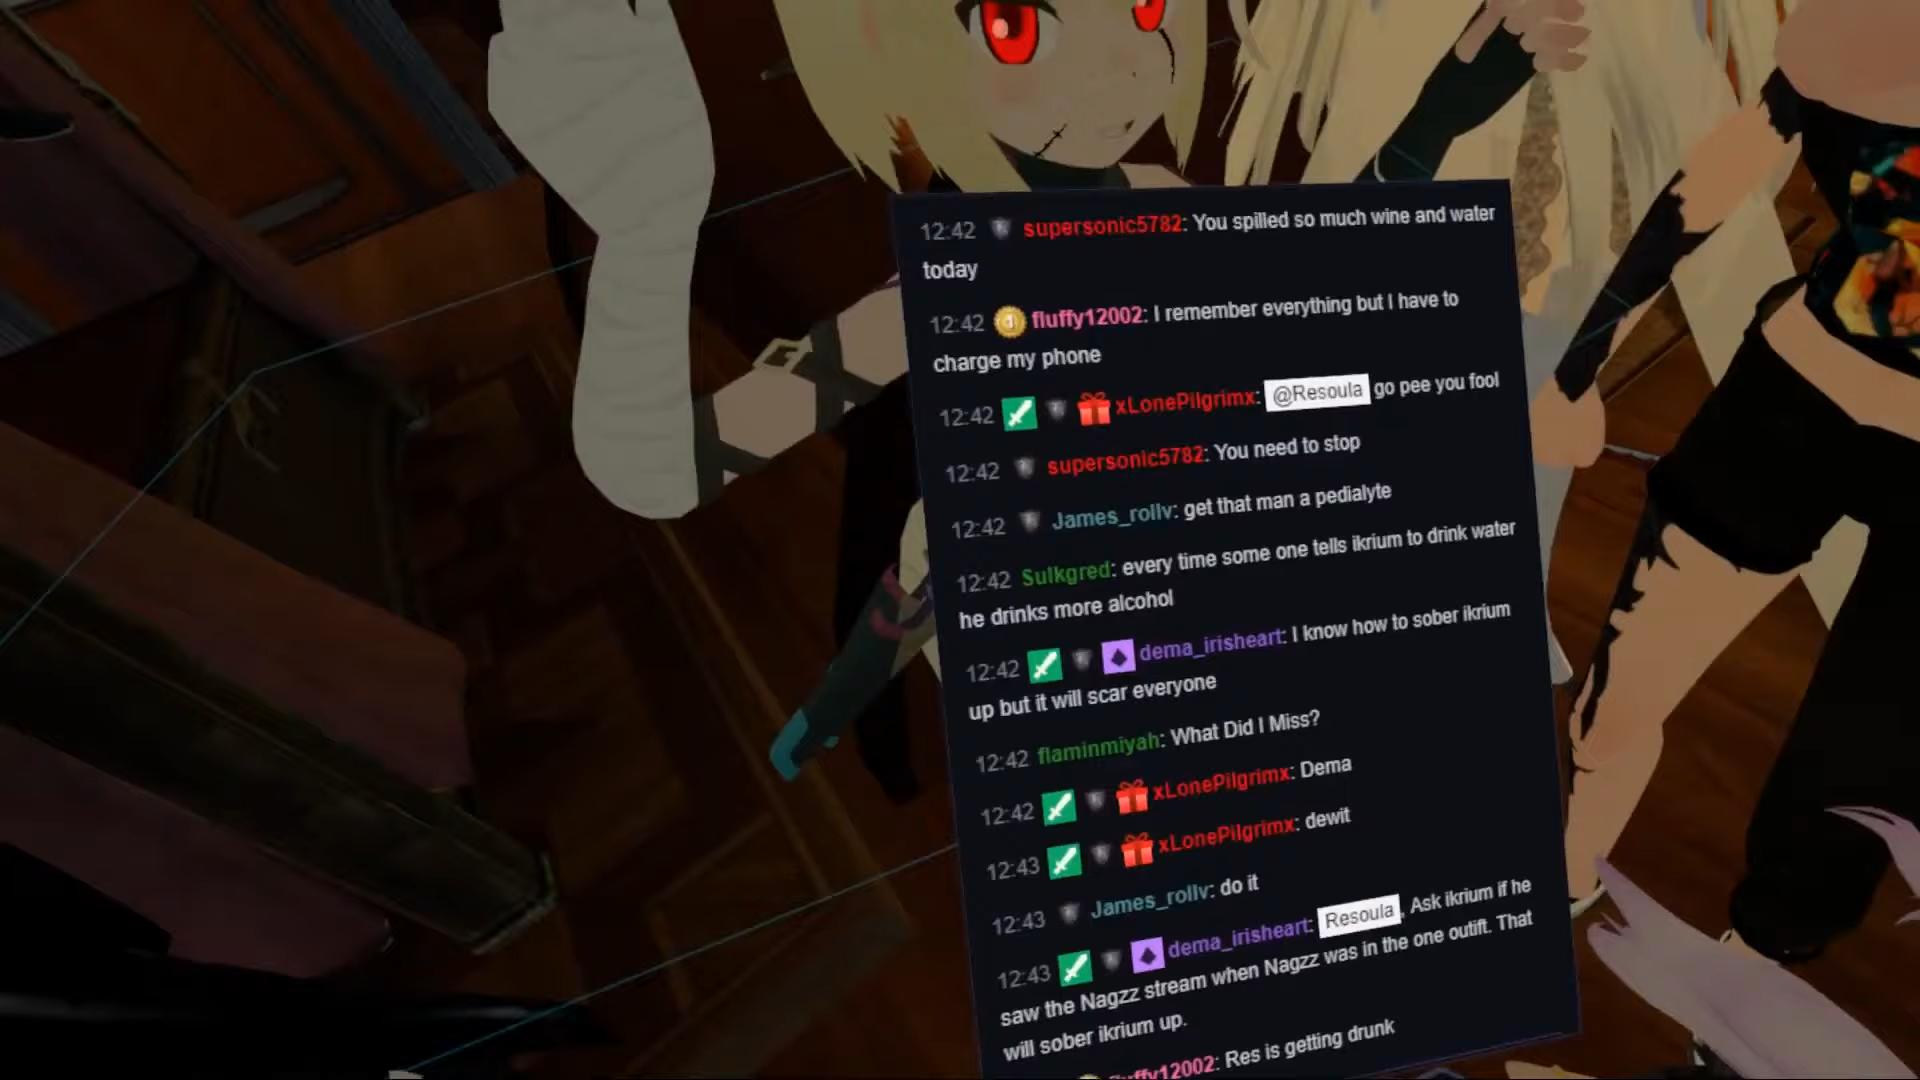 12:42 supersonic5782: You spilled so much wine and water
today
12:42 fluffy12002: I remember everything but I have to
charge my phone
12:42 xLonePilgrimx: @Resoula go pee you fool
12:42 supersonic5782: You need to stop
12:42 James_rollv: get that man a pedialyte
12:42 Sulkgred: every time some one tells ikrium to drink water
he drinks more alcohol
12:42 dema_irisheart: I know how to sober ikrium
up but it will scar everyone
12:42 flaminmiyah: What Did I Miss?
12:42 xLonePilgrimx: Dema
12:43 xLonePilgrimx: dewit
12:43 James_rollv: do it
12:43 dema_irisheart: Resoula, Ask ikrium if he
saw the Nagzz stream when Nagzz was in the one outift. That
will sober ikrium up.
fluffy12002: Res is getting drunk